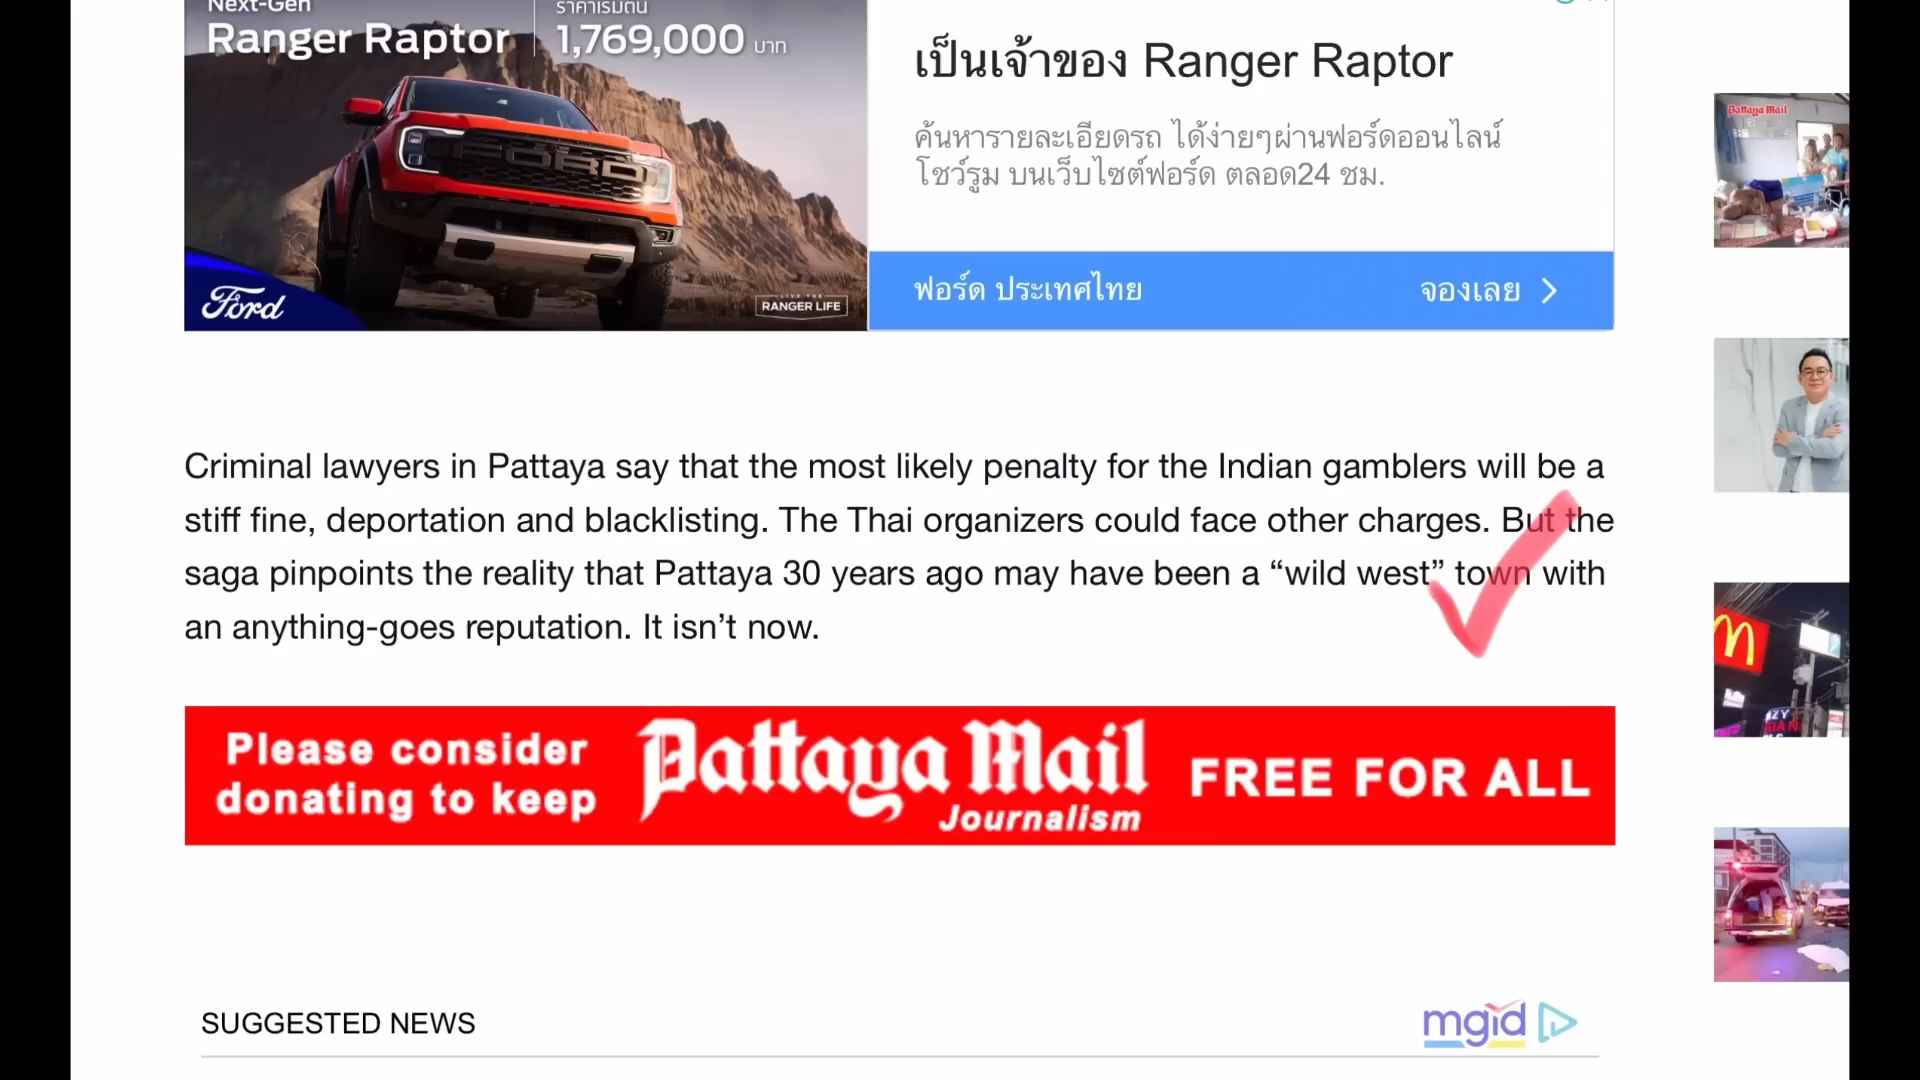 Next-Gen
Ranger Raptor
ราคาเริ่มต้น
1,769,000 บาท
FORD
Ford
LIVE THE
RANGER LIFE
เป็นเจ้าของ Ranger Raptor
ค้นหารายละเอียดรถ ได้ง่ายๆผ่านฟอร์ดออนไลน์
โชว์รูม บนเว็บไซต์ฟอร์ด ตลอด24 ชม.
ฟอร์ด ประเทศไทย
จองเลย
Pattaya Mail
Criminal lawyers in Pattaya say that the most likely penalty for the Indian gamblers will be a
stiff fine, deportation and blacklisting. The Thai organizers could face other charges. But the
saga pinpoints the reality that Pattaya 30 years ago may have been a “wild west” town with
an anything-goes reputation. It isn’t now.
Please consider
donating to keep
Pattaya Mail
Journalism
FREE FOR ALL
SUGGESTED NEWS
mgid